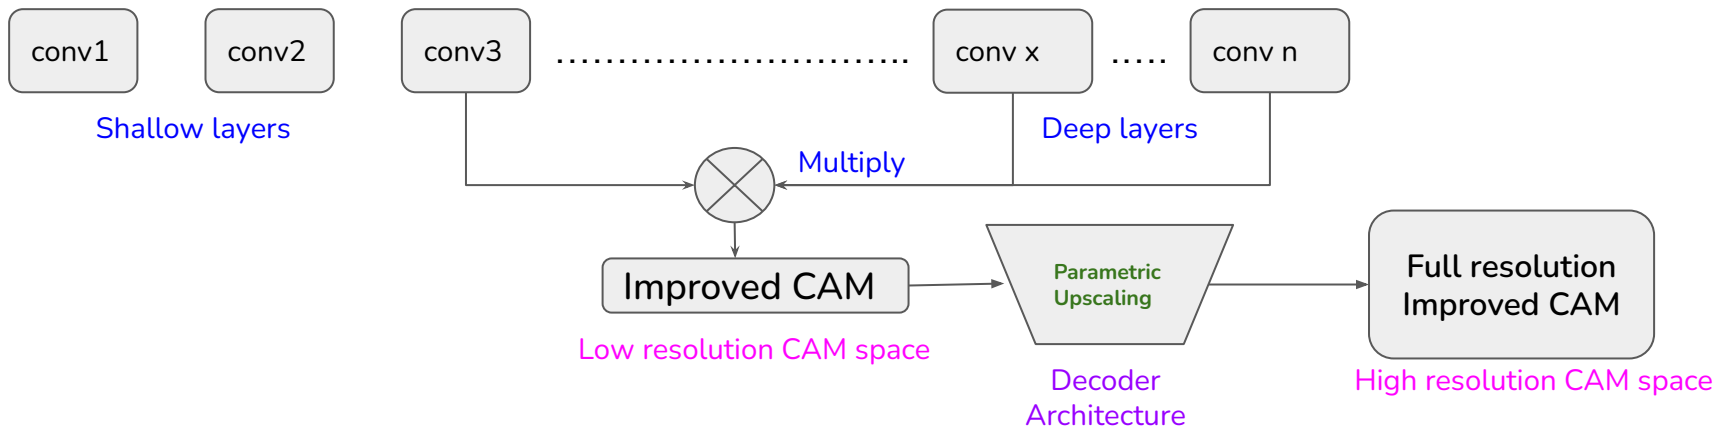 conv1
conv2
conv3
conv x
.....
conv n
Shallow layers
Deep layers
Multiply
Improved CAM
Parametric
Upscaling
Full resolution
Improved CAM
Low resolution CAM space
Decoder
Architecture
High resolution CAM space